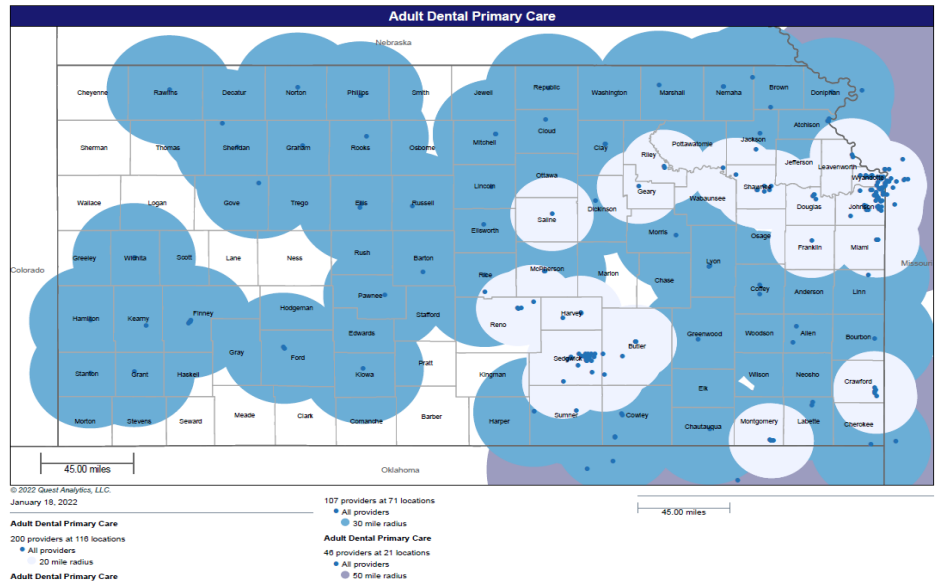 Adult Dental Primary Care
Nebraska
Cheyenne Rawlins Decatur Norton Phillips Smith Jewell Republic Washington Marshall Nemaha Brown Doniphan
Atchison
Sherman Thomas Sheridan Graham Rooks Osborne Mitchell Cloud Clay Riley Pottawatomie Jackson Jefferson Leavenworth
Wyandotte
Wallace Logan Gove Trego Ellis Russell Lincoln Ottawa Dickinson Geary Wabaunsee Shawnee Douglas Johnson
Saline
Ellsworth Morris Osage Franklin Miami
Colorado Greeley Wichita Scott Lane Ness Rush Barton Missouri
Rice McPherson Marion Chase Lyon
Coffey Anderson Linn
Hamilton Kearny Finney Hodgeman Pawnee Stafford Reno Harvey
Gray Ford Edwards Sedgwick Butler Greenwood Woodson Allen Bourbon
Stanton Grant Haskell Kiowa Pratt Kingman Elk Wilson Neosho Crawford
Morton Stevens Seward Meade Clark Comanche Barber Harper Sumner Cowley Chautauqua Montgomery Labette Cherokee
45.00 miles
Oklahoma
© 2022 Quest Analytics, LLC.
January 18, 2022
Adult Dental Primary Care
200 providers at 116 locations
All providers
20 mile radius
Adult Dental Primary Care
107 providers at 71 locations
All providers
30 mile radius
Adult Dental Primary Care
46 providers at 21 locations
All providers
50 mile radius
45.00 miles